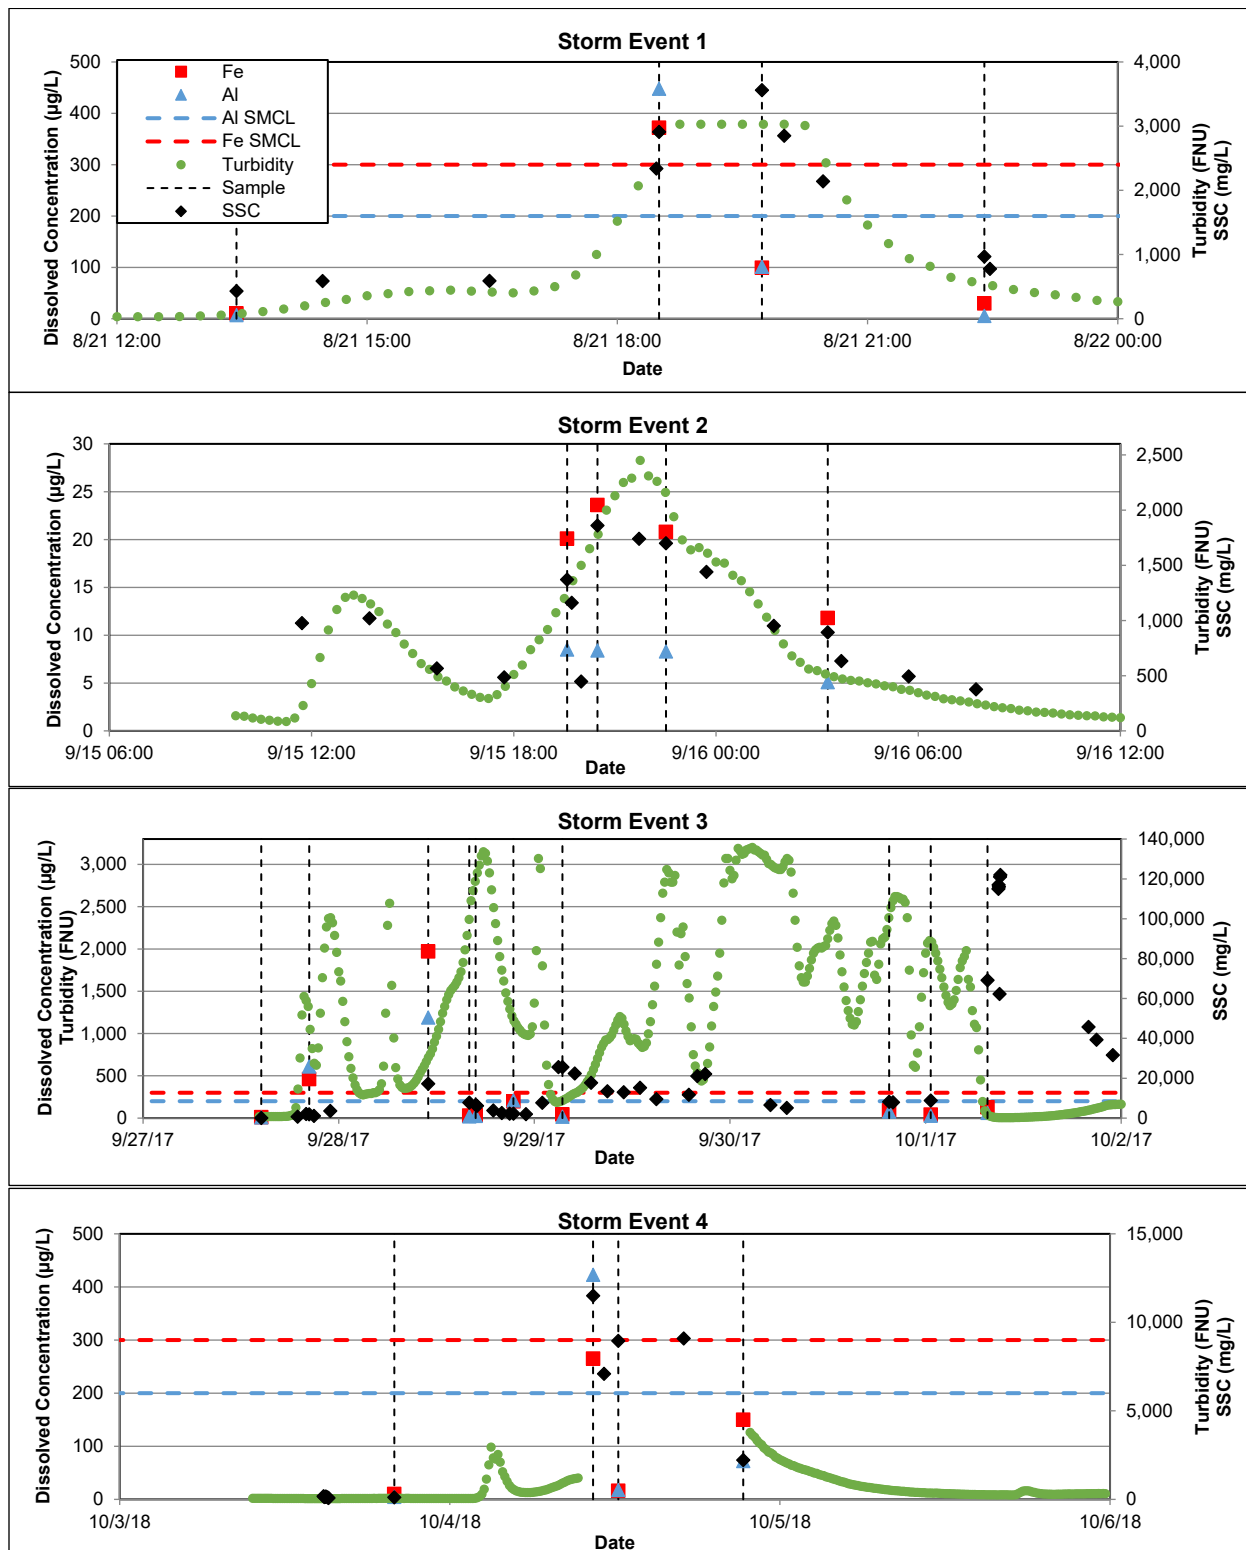 Storm Event 1
Dissolved Concentration (µg/L)
500
400
300
200
100
0
Fe
Al
Al SMCL
Fe SMCL
Turbidity
Sample
SSC
4,000
3,000
2,000
1,000
0
Turbidity (FNU)
SSC (mg/L)
8/21 12:00
8/21 15:00
8/21 18:00
8/21 21:00
8/22 00:00
Date
Storm Event 2
Dissolved Concentration (µg/L)
30
25
20
15
10
5
0
2,500
2,000
1,500
1,000
500
0
Turbidity (FNU)
SSC (mg/L)
9/15 06:00
9/15 12:00
9/15 18:00
9/16 00:00
9/16 06:00
9/16 12:00
Date
Storm Event 3
Dissolved Concentration (µg/L)
Turbidity (FNU)
3,000
2,500
2,000
1,500
1,000
500
0
140,000
120,000
100,000
80,000
60,000
40,000
20,000
0
SSC (mg/L)
9/27/17
9/28/17
9/29/17
9/30/17
10/1/17
10/2/17
Date
Storm Event 4
Dissolved Concentration (µg/L)
500
400
300
200
100
0
15,000
10,000
5,000
0
Turbidity (FNU)
SSC (mg/L)
10/3/18
10/4/18
10/5/18
10/6/18
Date